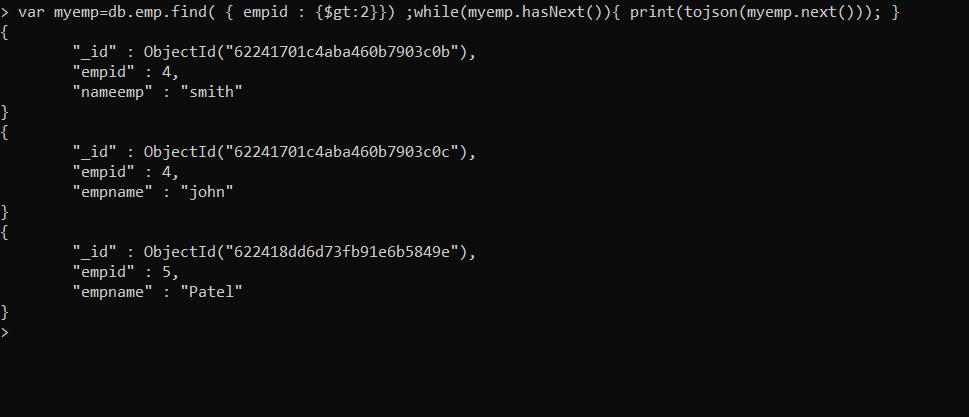 > var myemp=db.emp.find( { empid : {$gt:2}}) ;while(myemp.hasNext()){ print(tojson(myemp.next())); }
{
        "_id" : ObjectId("62241701c4aba460b7903c0b"),
        "empid" : 4,
        "nameemp" : "smith"
}
{
        "_id" : ObjectId("62241701c4aba460b7903c0c"),
        "empid" : 4,
        "empname" : "john"
}
{
        "_id" : ObjectId("622418dd6d73fb91e6b5849e"),
        "empid" : 5,
        "empname" : "Patel"
}
>